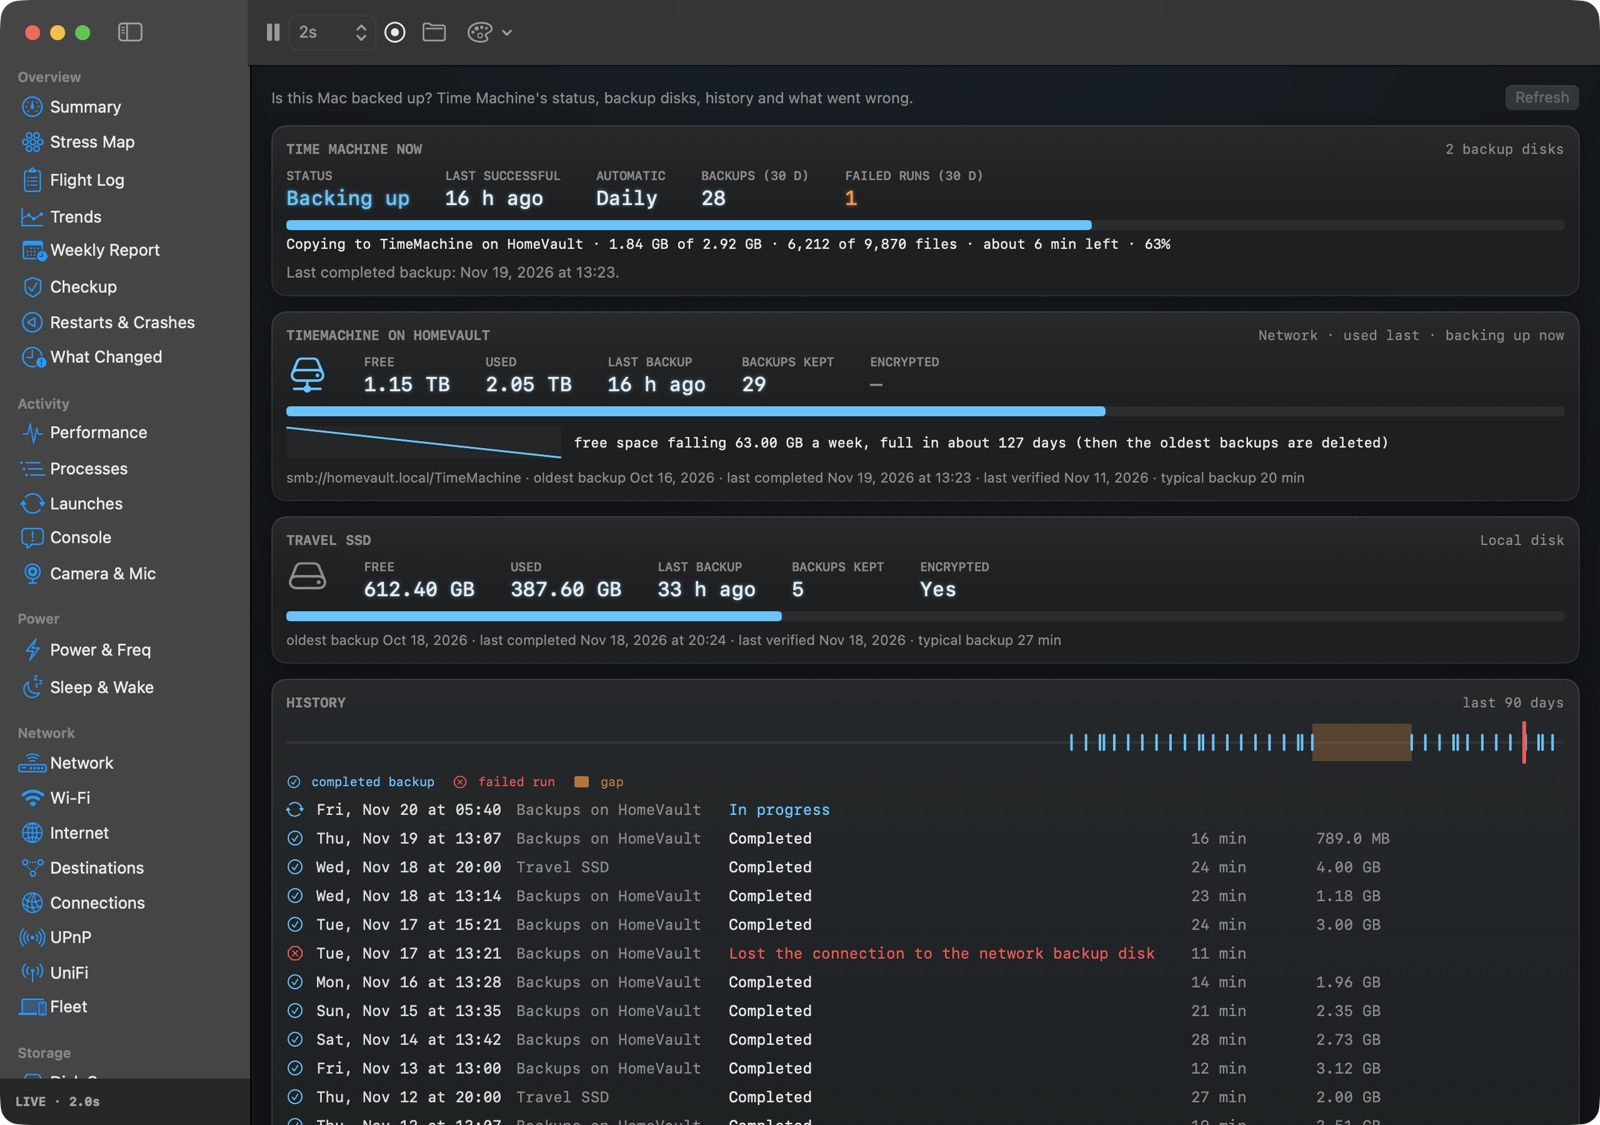 2s
Overview
Summary
Stress Map
Flight Log
Trends
Weekly Report
Checkup
Restarts & Crashes
What Changed
Activity
Performance
Processes
Launches
Console
Camera & Mic
Power
Power & Freq
Sleep & Wake
Network
Network
Wi-Fi
Internet
Destinations
Connections
UPnP
UniFi
Fleet
Storage
LIVE · 2.0s
Is this Mac backed up? Time Machine's status, backup disks, history and what went wrong.
Refresh
TIME MACHINE NOW
2 backup disks
STATUS LAST SUCCESSFUL AUTOMATIC BACKUPS (30 D) FAILED RUNS (30 D)
Backing up 16 h ago Daily 28 1
Copying to TimeMachine on HomeVault · 1.84 GB of 2.92 GB · 6,212 of 9,870 files · about 6 min left · 63%
Last completed backup: Nov 19, 2026 at 13:23.
TIMEMACHINE ON HOMEVAULT
Network · used last · backing up now
FREE USED LAST BACKUP BACKUPS KEPT ENCRYPTED
1.15 TB 2.05 TB 16 h ago 29 —
free space falling 63.00 GB a week, full in about 127 days (then the oldest backups are deleted)
smb://homevault.local/TimeMachine · oldest backup Oct 16, 2026 · last completed Nov 19, 2026 at 13:23 · last verified Nov 11, 2026 · typical backup 20 min
TRAVEL SSD
Local disk
FREE USED LAST BACKUP BACKUPS KEPT ENCRYPTED
612.40 GB 387.60 GB 33 h ago 5 Yes
oldest backup Oct 18, 2026 · last completed Nov 18, 2026 at 20:24 · last verified Nov 18, 2026 · typical backup 27 min
HISTORY
last 90 days
completed backup failed run gap
Fri, Nov 20 at 05:40 Backups on HomeVault In progress
Thu, Nov 19 at 13:07 Backups on HomeVault Completed 16 min 789.0 MB
Wed, Nov 18 at 20:00 Travel SSD Completed 24 min 4.00 GB
Wed, Nov 18 at 13:14 Backups on HomeVault Completed 23 min 1.18 GB
Tue, Nov 17 at 15:21 Backups on HomeVault Completed 24 min 3.00 GB
Tue, Nov 17 at 13:21 Backups on HomeVault Lost the connection to the network backup disk 11 min
Mon, Nov 16 at 13:28 Backups on HomeVault Completed 14 min 1.96 GB
Sun, Nov 15 at 13:35 Backups on HomeVault Completed 21 min 2.35 GB
Sat, Nov 14 at 13:42 Backups on HomeVault Completed 28 min 2.73 GB
Fri, Nov 13 at 13:00 Backups on HomeVault Completed 12 min 3.12 GB
Thu, Nov 12 at 20:00 Travel SSD Completed 27 min 2.00 GB